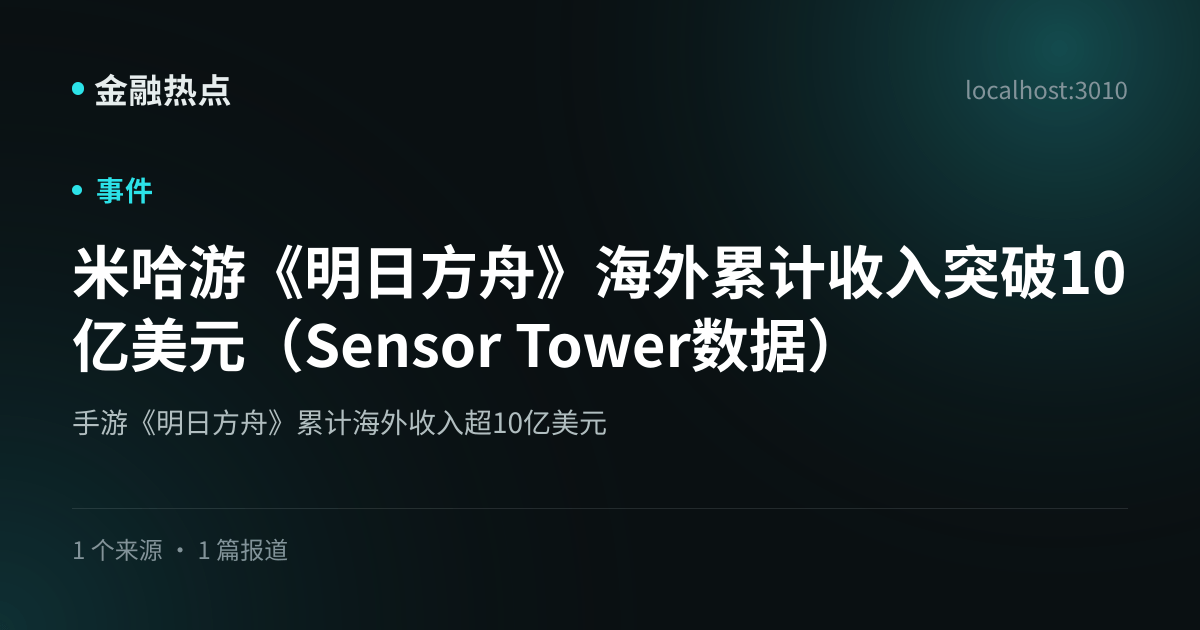 金融热点
localhost:3010
事件
米哈游《明日方舟》海外累计收入突破10
亿美元（Sensor Tower数据）
手游《明日方舟》累计海外收入超10亿美元
1 个来源 · 1 篇报道